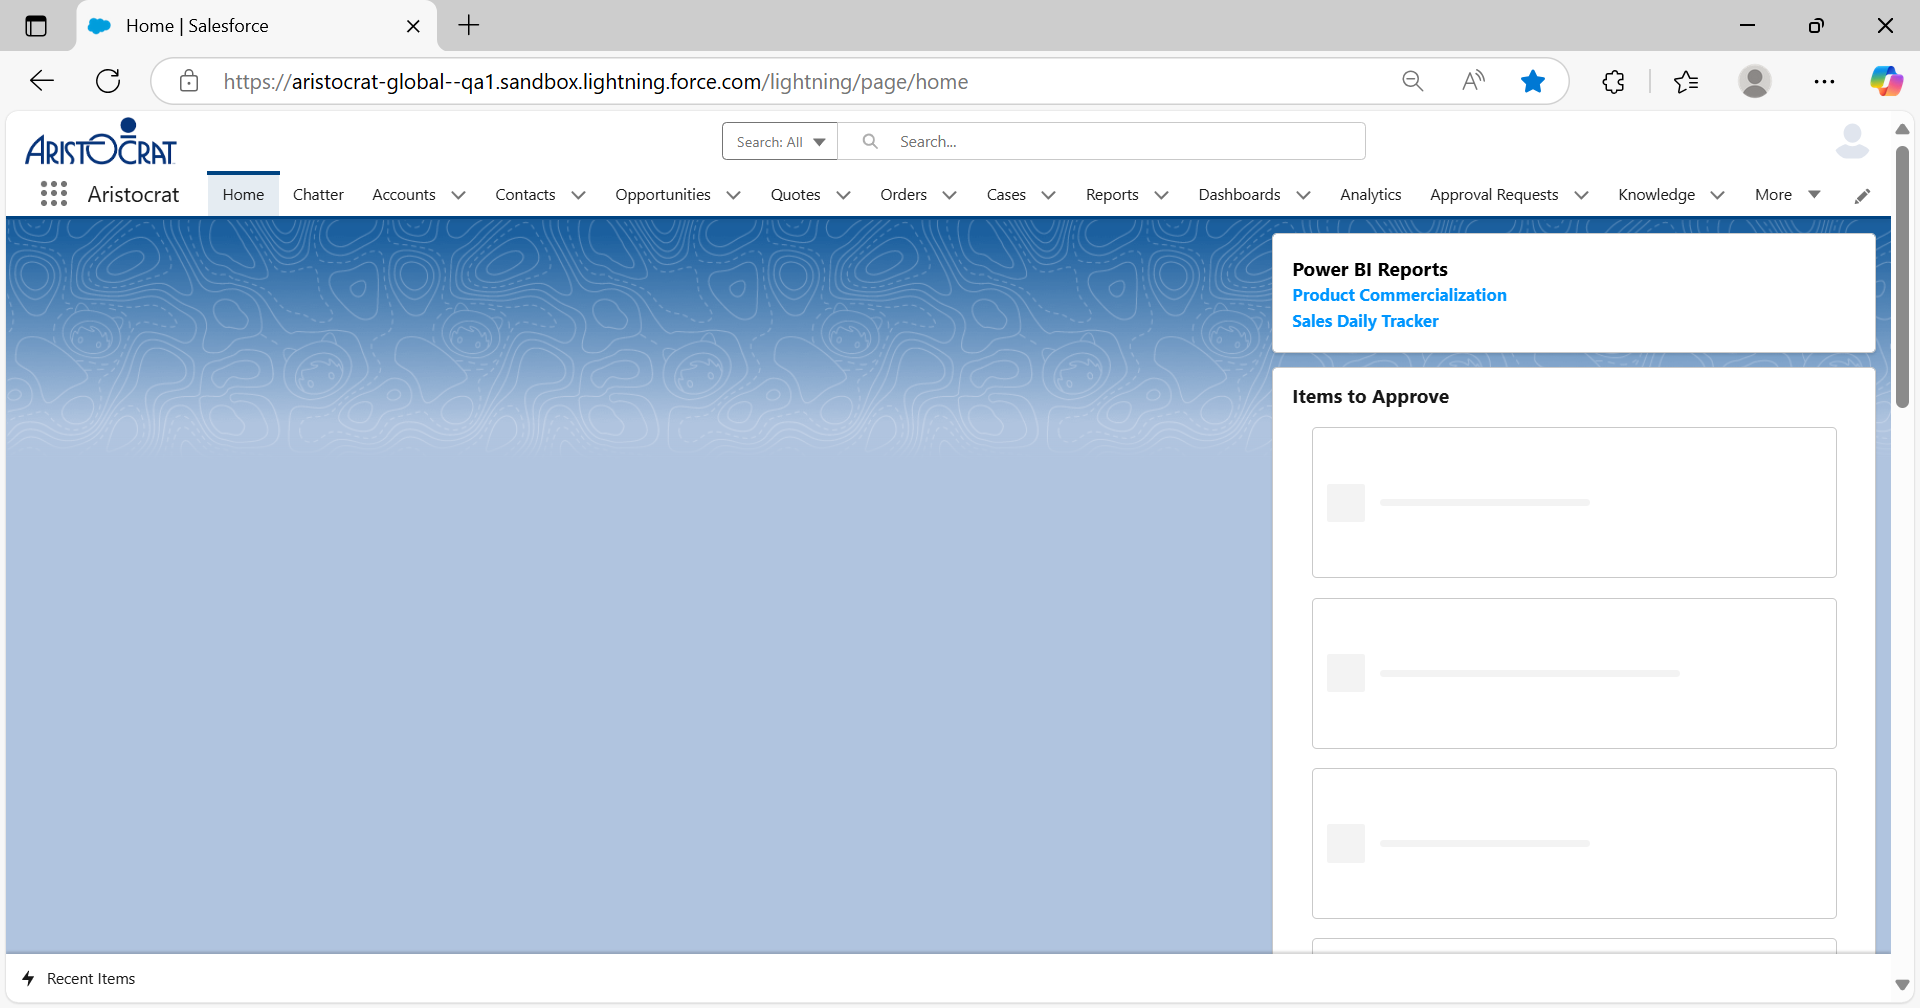 Home | Salesforce
https://aristocrat-global--qa1.sandbox.lightning.force.com/lightning/page/home
ARISTOCRAT
Search: All
Search...
Aristocrat
Home
Chatter
Accounts
Contacts
Opportunities
Quotes
Orders
Cases
Reports
Dashboards
Analytics
Approval Requests
Knowledge
More
Power BI Reports
Product Commercialization
Sales Daily Tracker
Items to Approve
Recent Items